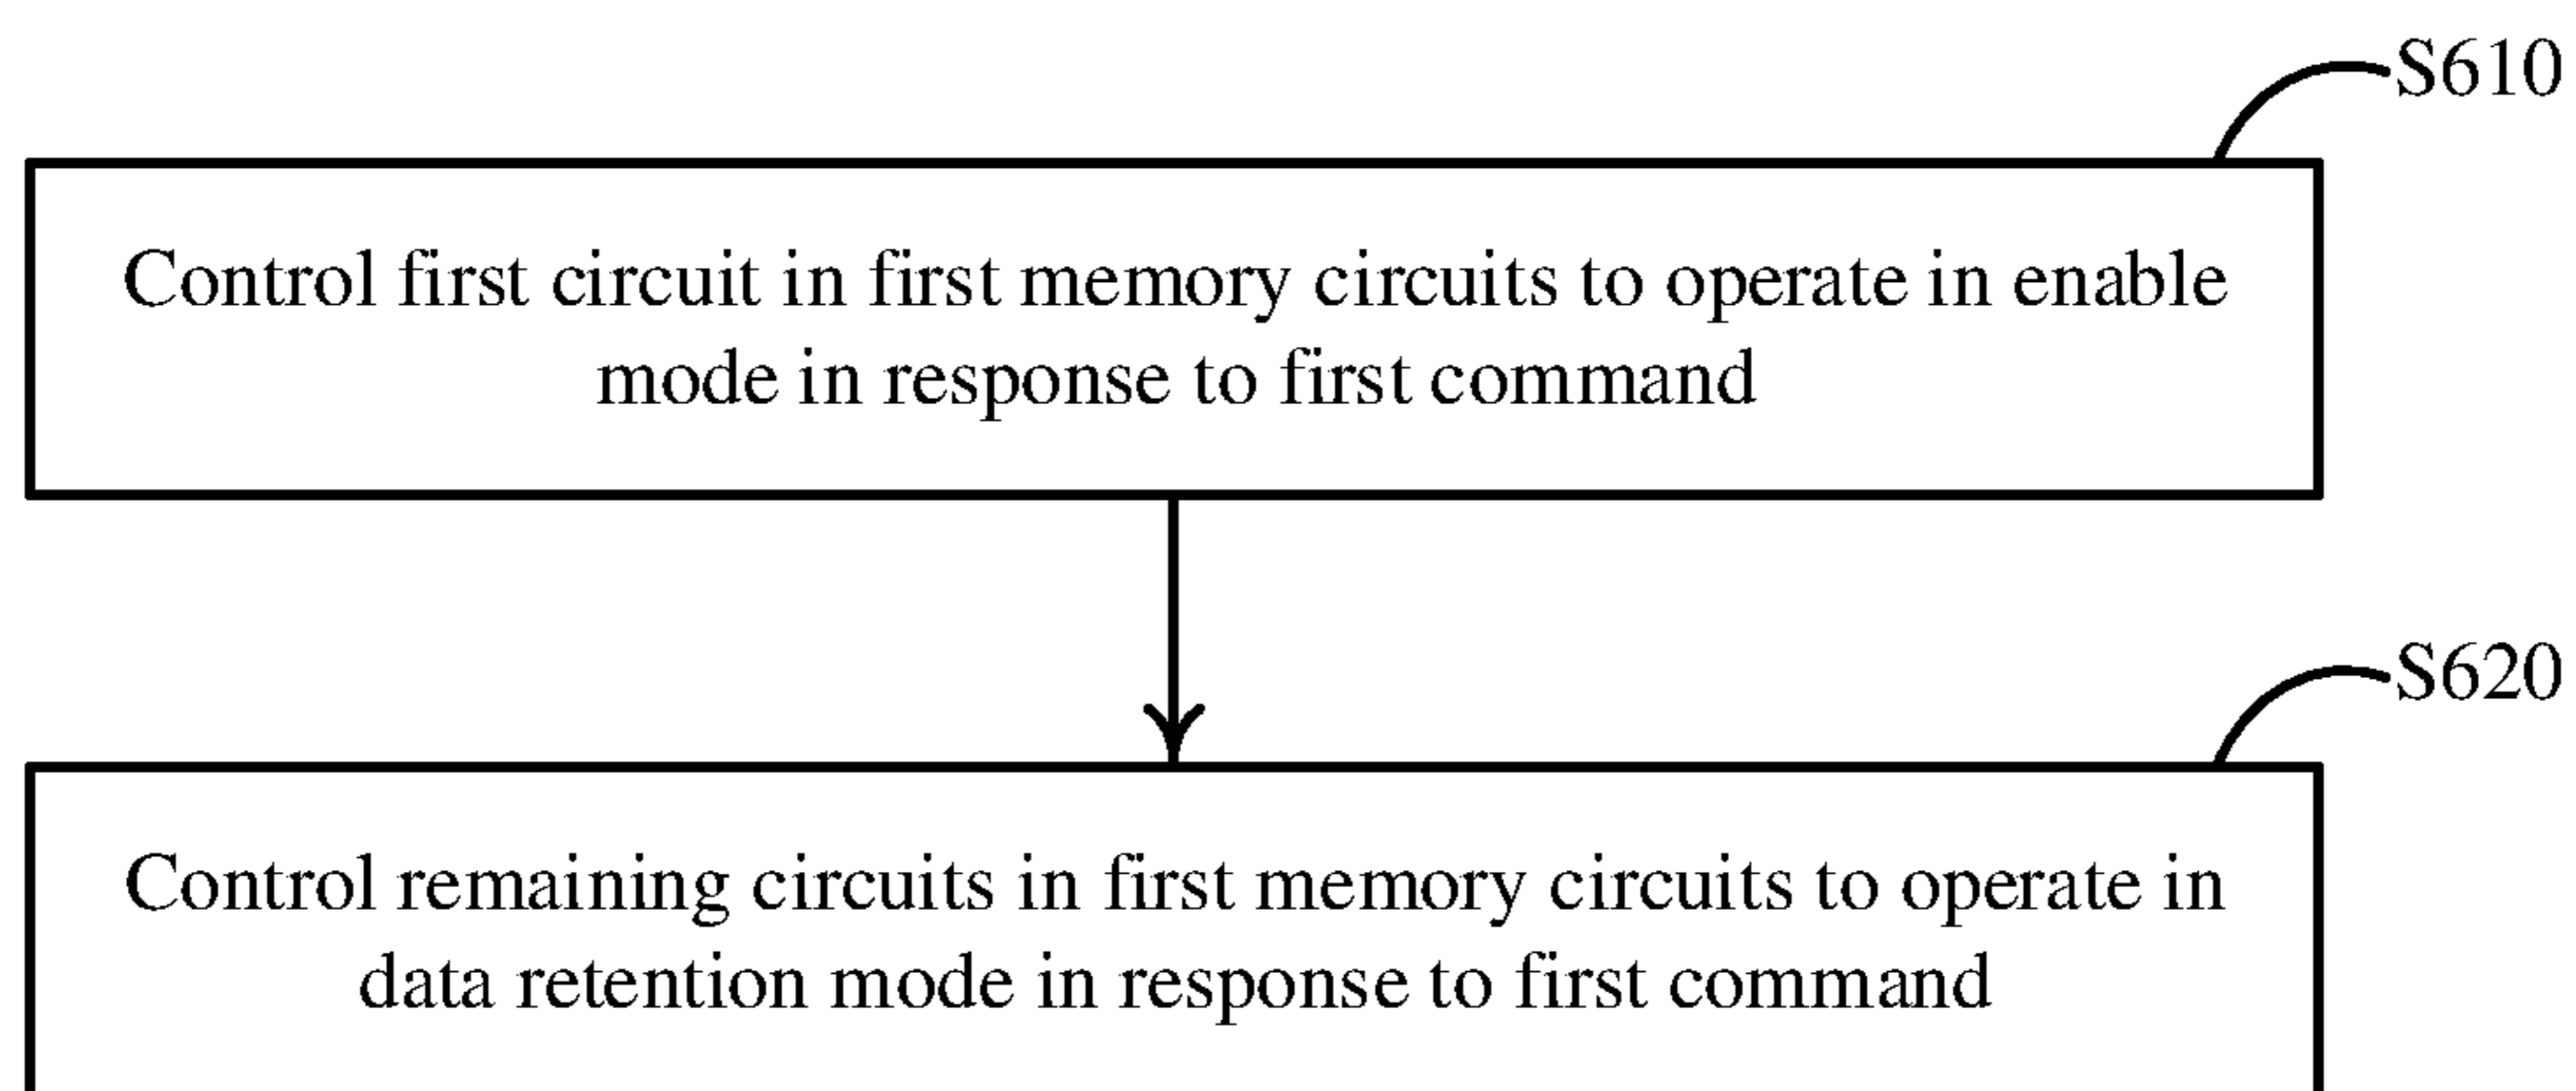 S610
Control first circuit in first memory circuits to operate in enable
mode in response to first command
S620
Control remaining circuits in first memory circuits to operate in
data retention mode in response to first command